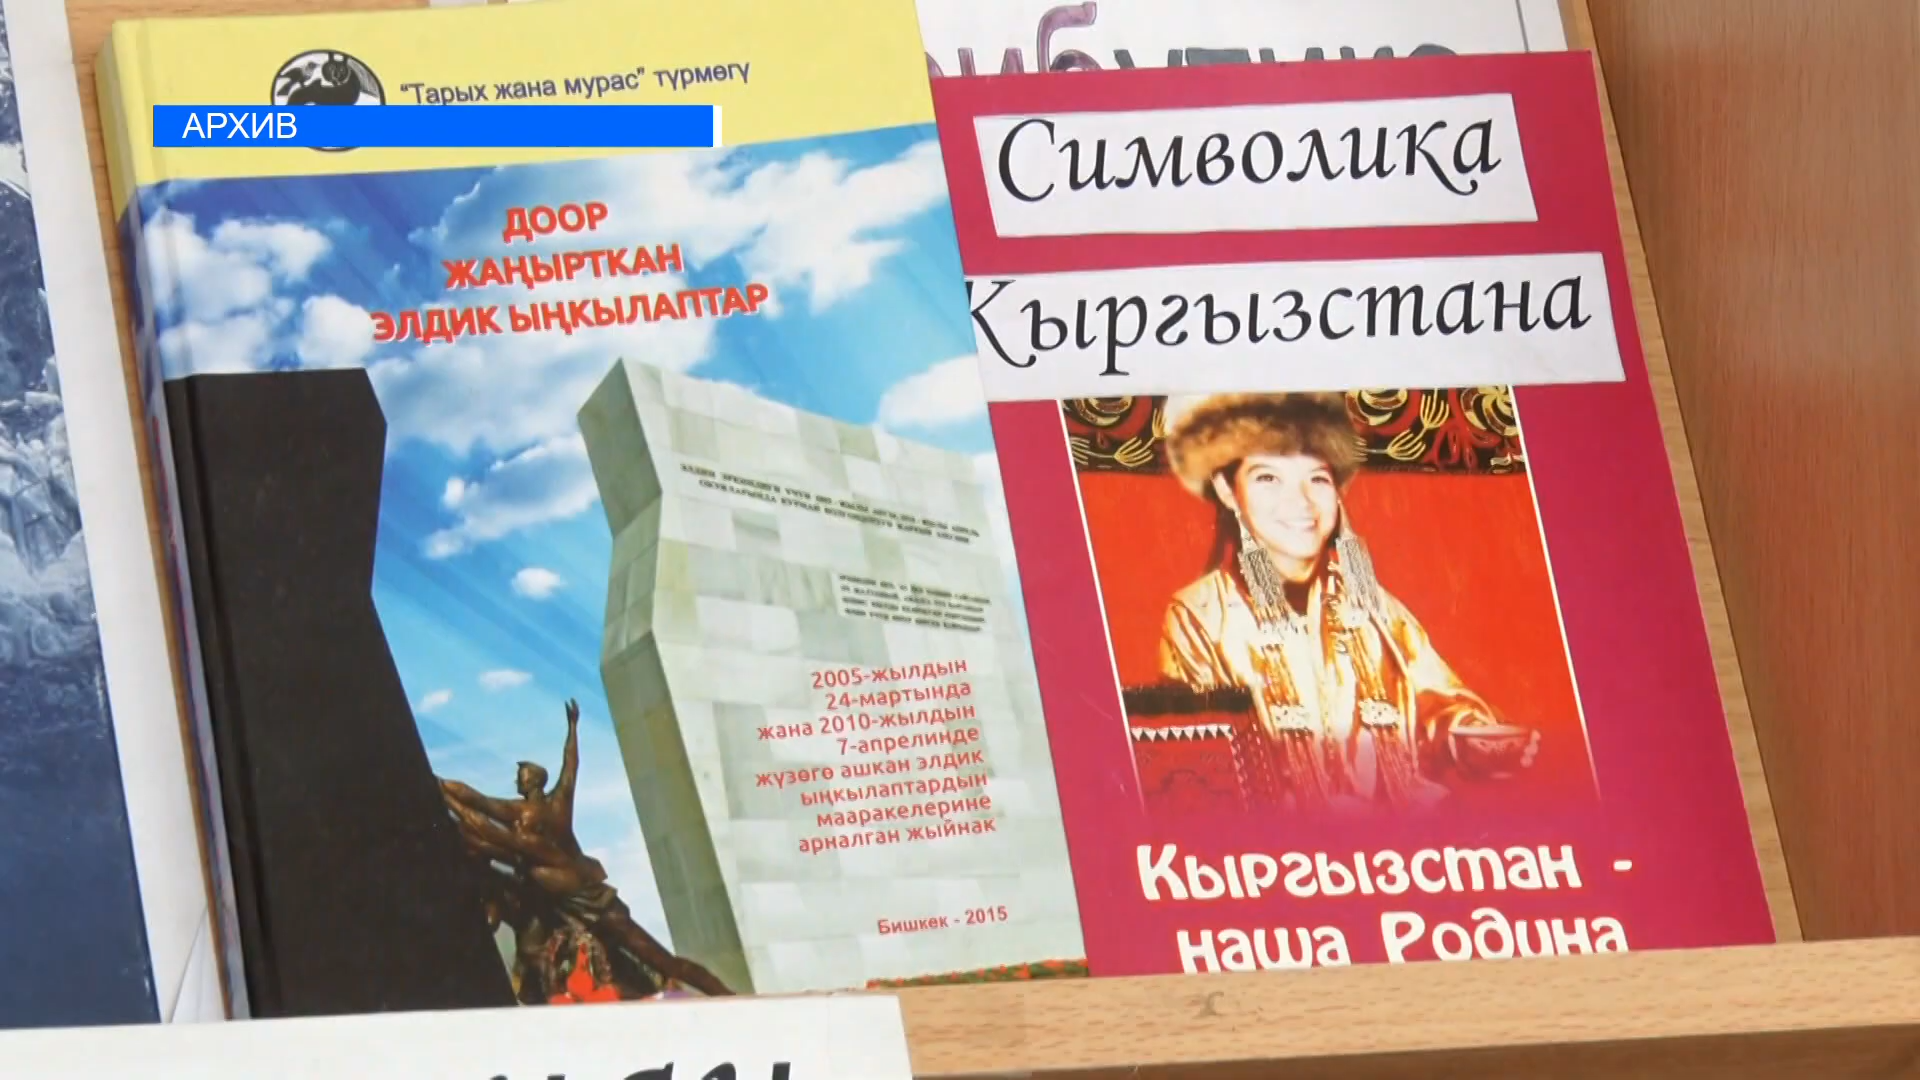 "Тарых жана мурас" түрмөгү
АРХИВ
ДООР
ЖАҢЫРТКАН
ЭЛДИК ЫҢКЫЛАПТАР
2005-жылдын
24-мартында
жана 2010-жылдын
7-апрелинде
жүзөгө ашкан элдик
ыңкылаптардын
мааракелерине
арналган жыйнак
Бишкек - 2015
Символика
Кыргызстана
Кыргызстан -
наша Родина